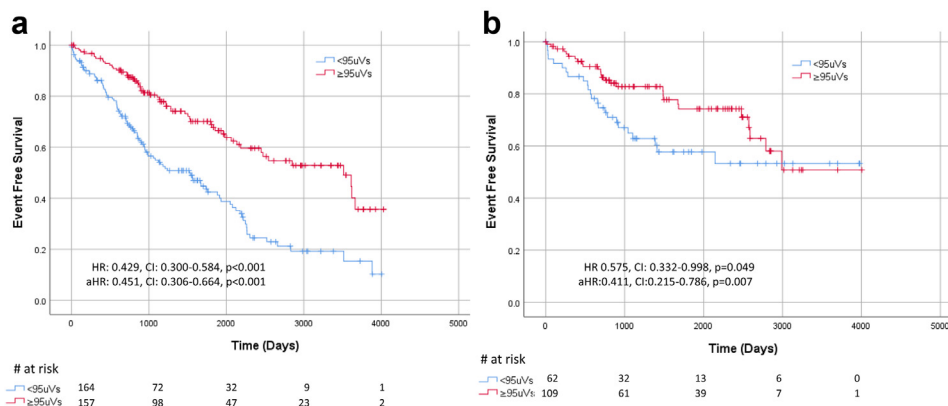 a
1.0
0.8
0.6
0.4
0.2
0.0
Event Free Survival
<95uVs
≥95uVs
HR: 0.429, CI: 0.300-0.584, p<0.001
aHR: 0.451, CI: 0.306-0.664, p<0.001
0 1000 2000 3000 4000 5000
Time (Days)
# at risk
<95uVs 164 72 32 9 1
≥95uVs 157 98 47 23 2
b
1.0
0.8
0.6
0.4
0.2
0.0
Event Free Survival
<95uVs
≥95uVs
HR 0.575, CI: 0.332-0.998, p=0.049
aHR:0.411, CI:0.215-0.786, p=0.007
0 1000 2000 3000 4000 5000
Time (Days)
# at risk
<95uVs 62 32 13 6 0
≥95uVs 109 61 39 7 1